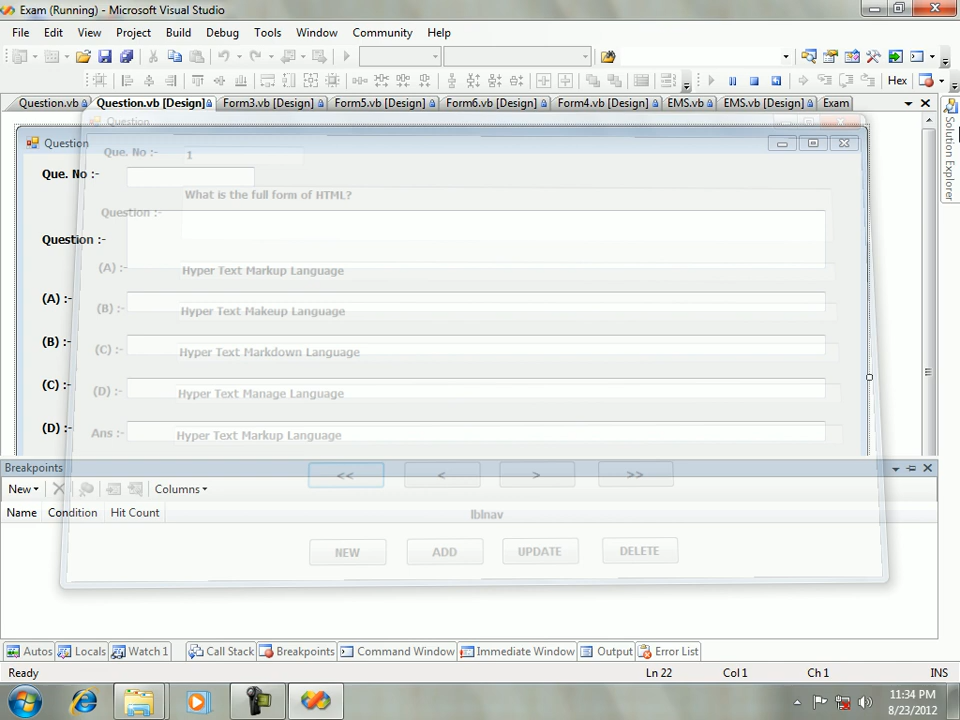 Exam (Running) - Microsoft Visual Studio
File Edit View Project Build Debug Tools Window Community Help
Hex
Question.vb Question.vb [Design] Form3.vb [Design] Form5.vb [Design] Form6.vb [Design] Form4.vb [Design] EMS.vb EMS.vb [Design] Exam
Solution Explorer
Question
Question
Que. No :-
1
Que. No :-
What is the full form of HTML?
Question :-
Question :-
(A) :-
Hyper Text Markup Language
(A) :-
(B) :-
Hyper Text Makeup Language
(B) :-
(C) :-
Hyper Text Markdown Language
(C) :-
(D) :-
Hyper Text Manage Language
(D) :-
Ans :-
Hyper Text Markup Language
<< < > >>
lblnav
NEW ADD UPDATE DELETE
Breakpoints
New Columns
Name Condition Hit Count
Autos Locals Watch 1 Call Stack Breakpoints Command Window Immediate Window Output Error List
Ready Ln 22 Col 1 Ch 1 INS
11:34 PM
8/23/2012